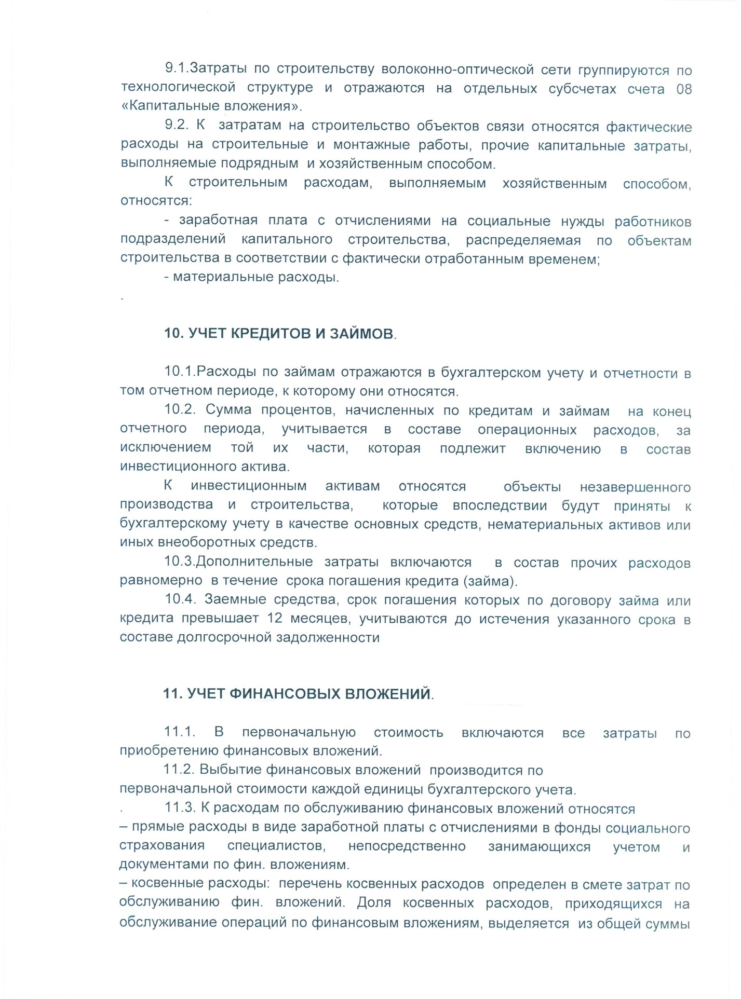 9.1.Затраты по строительству волоконно-оптической сети группируются по
технологической структуре и отражаются на отдельных субсчетах счета 08
«Капитальные вложения».
9.2. К затратам на строительство объектов связи относятся фактические
расходы на строительные и монтажные работы, прочие капитальные затраты,
выполняемые подрядным и хозяйственным способом.
К строительным расходам, выполняемым хозяйственным способом,
относятся:
- заработная плата с отчислениями на социальные нужды работников
подразделений капитального строительства, распределяемая по объектам
строительства в соответствии с фактически отработанным временем;
- материальные расходы.
.
10. УЧЕТ КРЕДИТОВ И ЗАЙМОВ.
10.1.Расходы по займам отражаются в бухгалтерском учету и отчетности в
том отчетном периоде, к которому они относятся.
10.2. Сумма процентов, начисленных по кредитам и займам на конец
отчетного периода, учитывается в составе операционных расходов, за
исключением той их части, которая подлежит включению в состав
инвестиционного актива.
К инвестиционным активам относятся объекты незавершенного
производства и строительства, которые впоследствии будут приняты к
бухгалтерскому учету в качестве основных средств, нематериальных активов или
иных внеоборотных средств.
10.3.Дополнительные затраты включаются в состав прочих расходов
равномерно в течение срока погашения кредита (займа).
10.4. Заемные средства, срок погашения которых по договору займа или
кредита превышает 12 месяцев, учитываются до истечения указанного срока в
составе долгосрочной задолженности
11. УЧЕТ ФИНАНСОВЫХ ВЛОЖЕНИЙ.
11.1. В первоначальную стоимость включаются все затраты по
приобретению финансовых вложений.
11.2. Выбытие финансовых вложений производится по
первоначальной стоимости каждой единицы бухгалтерского учета.
. 11.3. К расходам по обслуживанию финансовых вложений относятся
– прямые расходы в виде заработной платы с отчислениями в фонды социального
страхования специалистов, непосредственно занимающихся учетом и
документами по фин. вложениям.
– косвенные расходы: перечень косвенных расходов определен в смете затрат по
обслуживанию фин. вложений. Доля косвенных расходов, приходящихся на
обслуживание операций по финансовым вложениям, выделяется из общей суммы